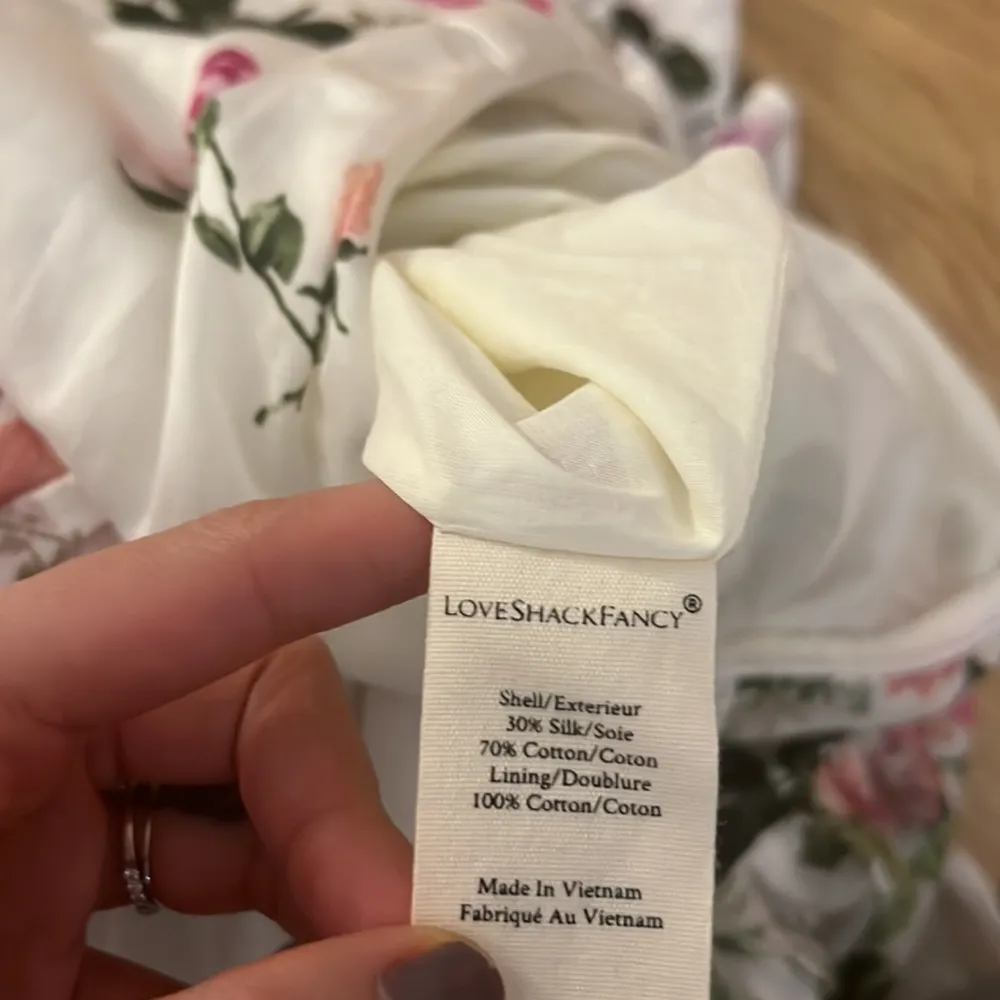 LOVESHACKFANCY®
Shell/Exterieur
30% Silk/Soie
70% Cotton/Coton
Lining/Doublure
100% Cotton/Coton
Made In Vietnam
Fabriqué Au Vietnam